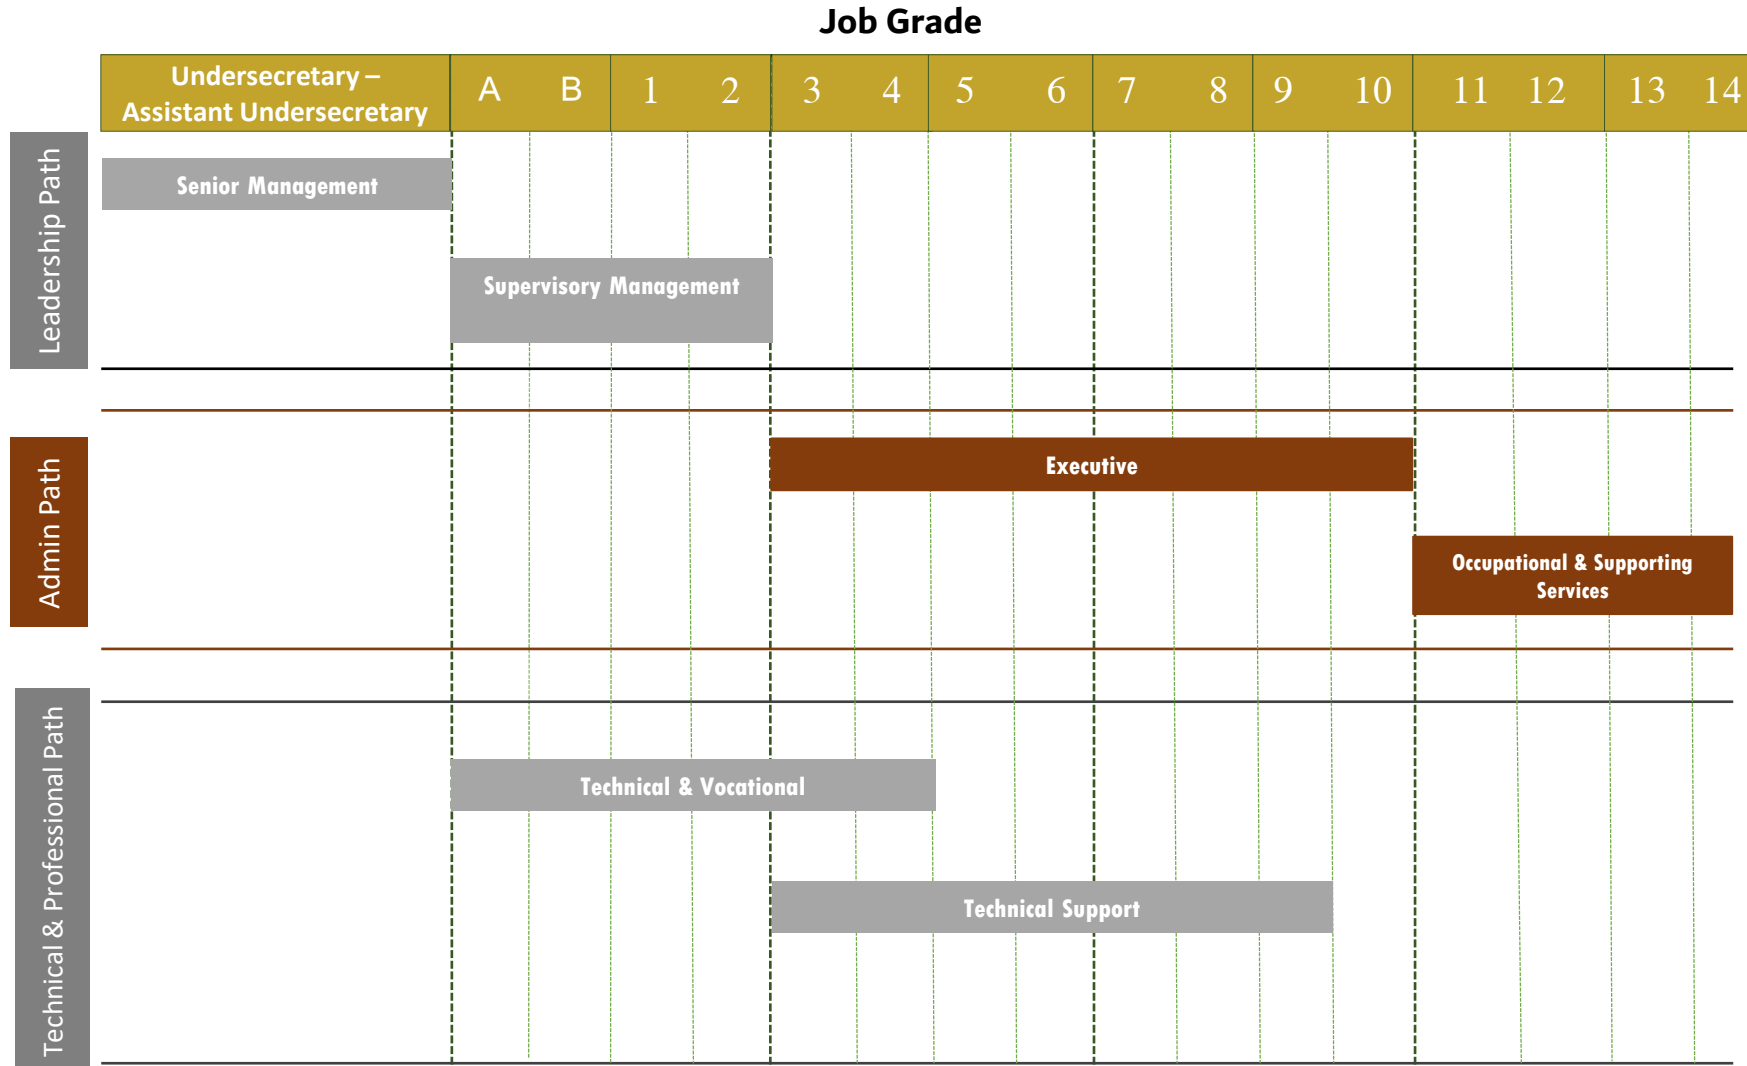 Job Grade
Undersecretary –
Assistant Undersecretary
A B 1 2 3 4 5 6 7 8 9 10 11 12 13 14
Leadership Path
Senior Management
Supervisory Management
Admin Path
Executive
Occupational & Supporting
Services
Technical & Professional Path
Technical & Vocational
Technical Support